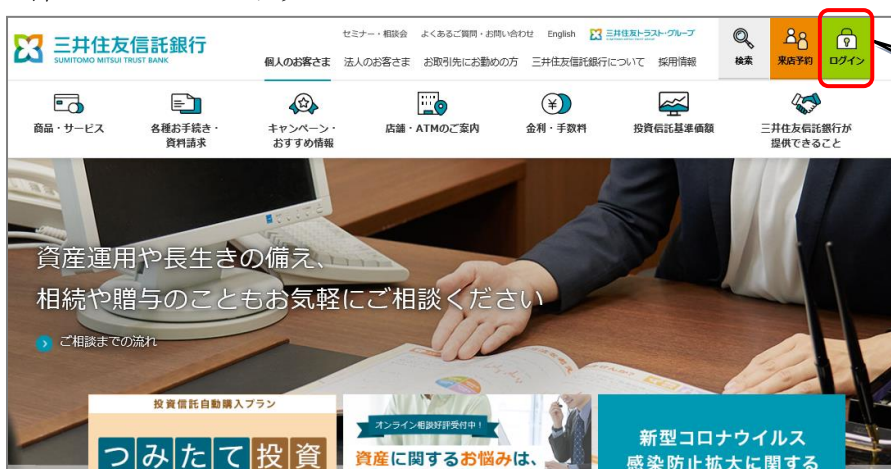 セミナー・相談会 よくあるご質問・お問い合わせ English 三井住友トラスト・グループ
三井住友信託銀行
SUMITOMO MITSUI TRUST BANK
個人のお客さま 法人のお客さま お取引先にお勤めの方 三井住友信託銀行について 採用情報
検索 来店予約 ログイン
商品・サービス
各種お手続き・
資料請求
キャンペーン・
おすすめ情報
店舗・ATMのご案内
金利・手数料
投資信託基準価額
三井住友信託銀行が
提供できること
資産運用や長生きの備え、
相続や贈与のこともお気軽にご相談ください
ご相談までの流れ
投資信託自動購入プラン
つみたて投資
オンライン相談好評受付中！
資産に関するお悩みは、
新型コロナウイルス
感染防止拡大に関する